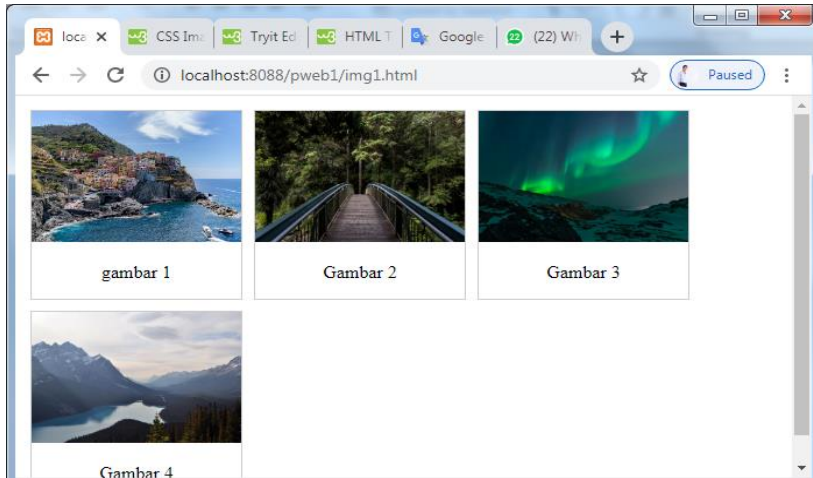 loca CSS Ima Tryit Ed HTML T Google 22 (22) Wh
localhost:8088/pweb1/img1.html Paused
gambar 1 Gambar 2 Gambar 3
Gambar 4